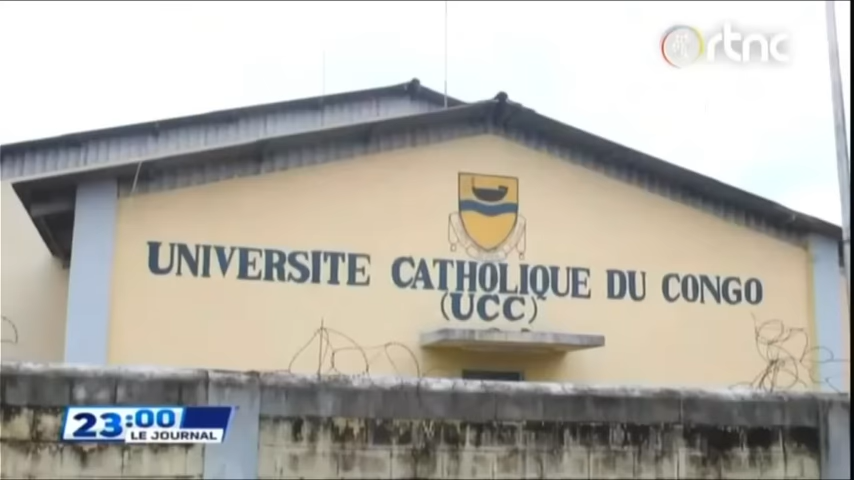 rtnc
UNIVERSITE CATHOLIQUE DU CONGO
(UCC)
23:00
LE JOURNAL